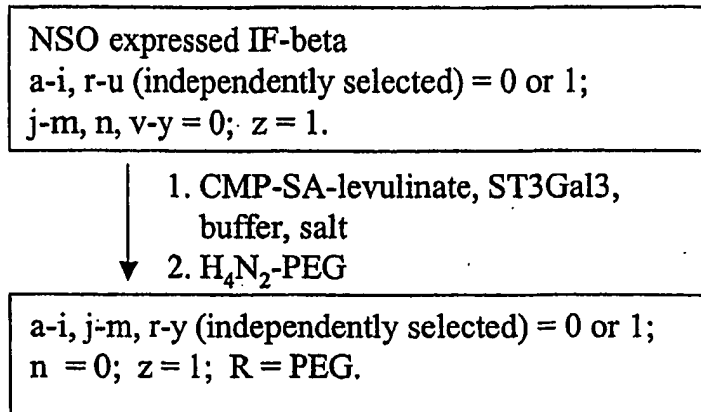 NSO expressed IF-beta
a-i, r-u (independently selected) = 0 or 1;
j-m, n, v-y = 0; z = 1.
1. CMP-SA-levulinate, ST3Gal3,
buffer, salt
2. H₄N₂-PEG
a-i, j-m, r-y (independently selected) = 0 or 1;
n = 0; z = 1; R = PEG.